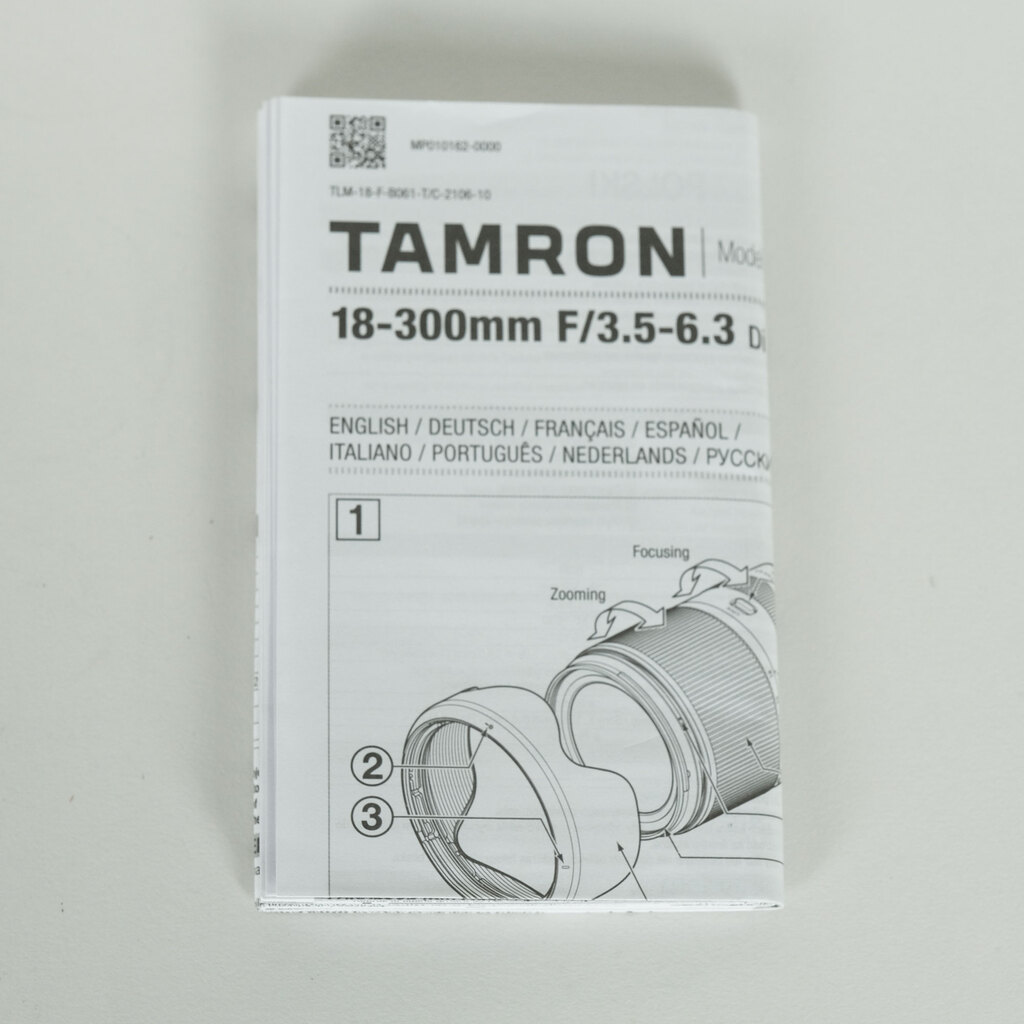 MP010162-0000
TLM-18-F-B061-T/C-2106-10
TAMRON
18-300mm F/3.5-6.3
ENGLISH / DEUTSCH / FRANÇAIS / ESPAÑOL /
ITALIANO / PORTUGUÊS / NEDERLANDS /
1
Focusing
Zooming
2
3